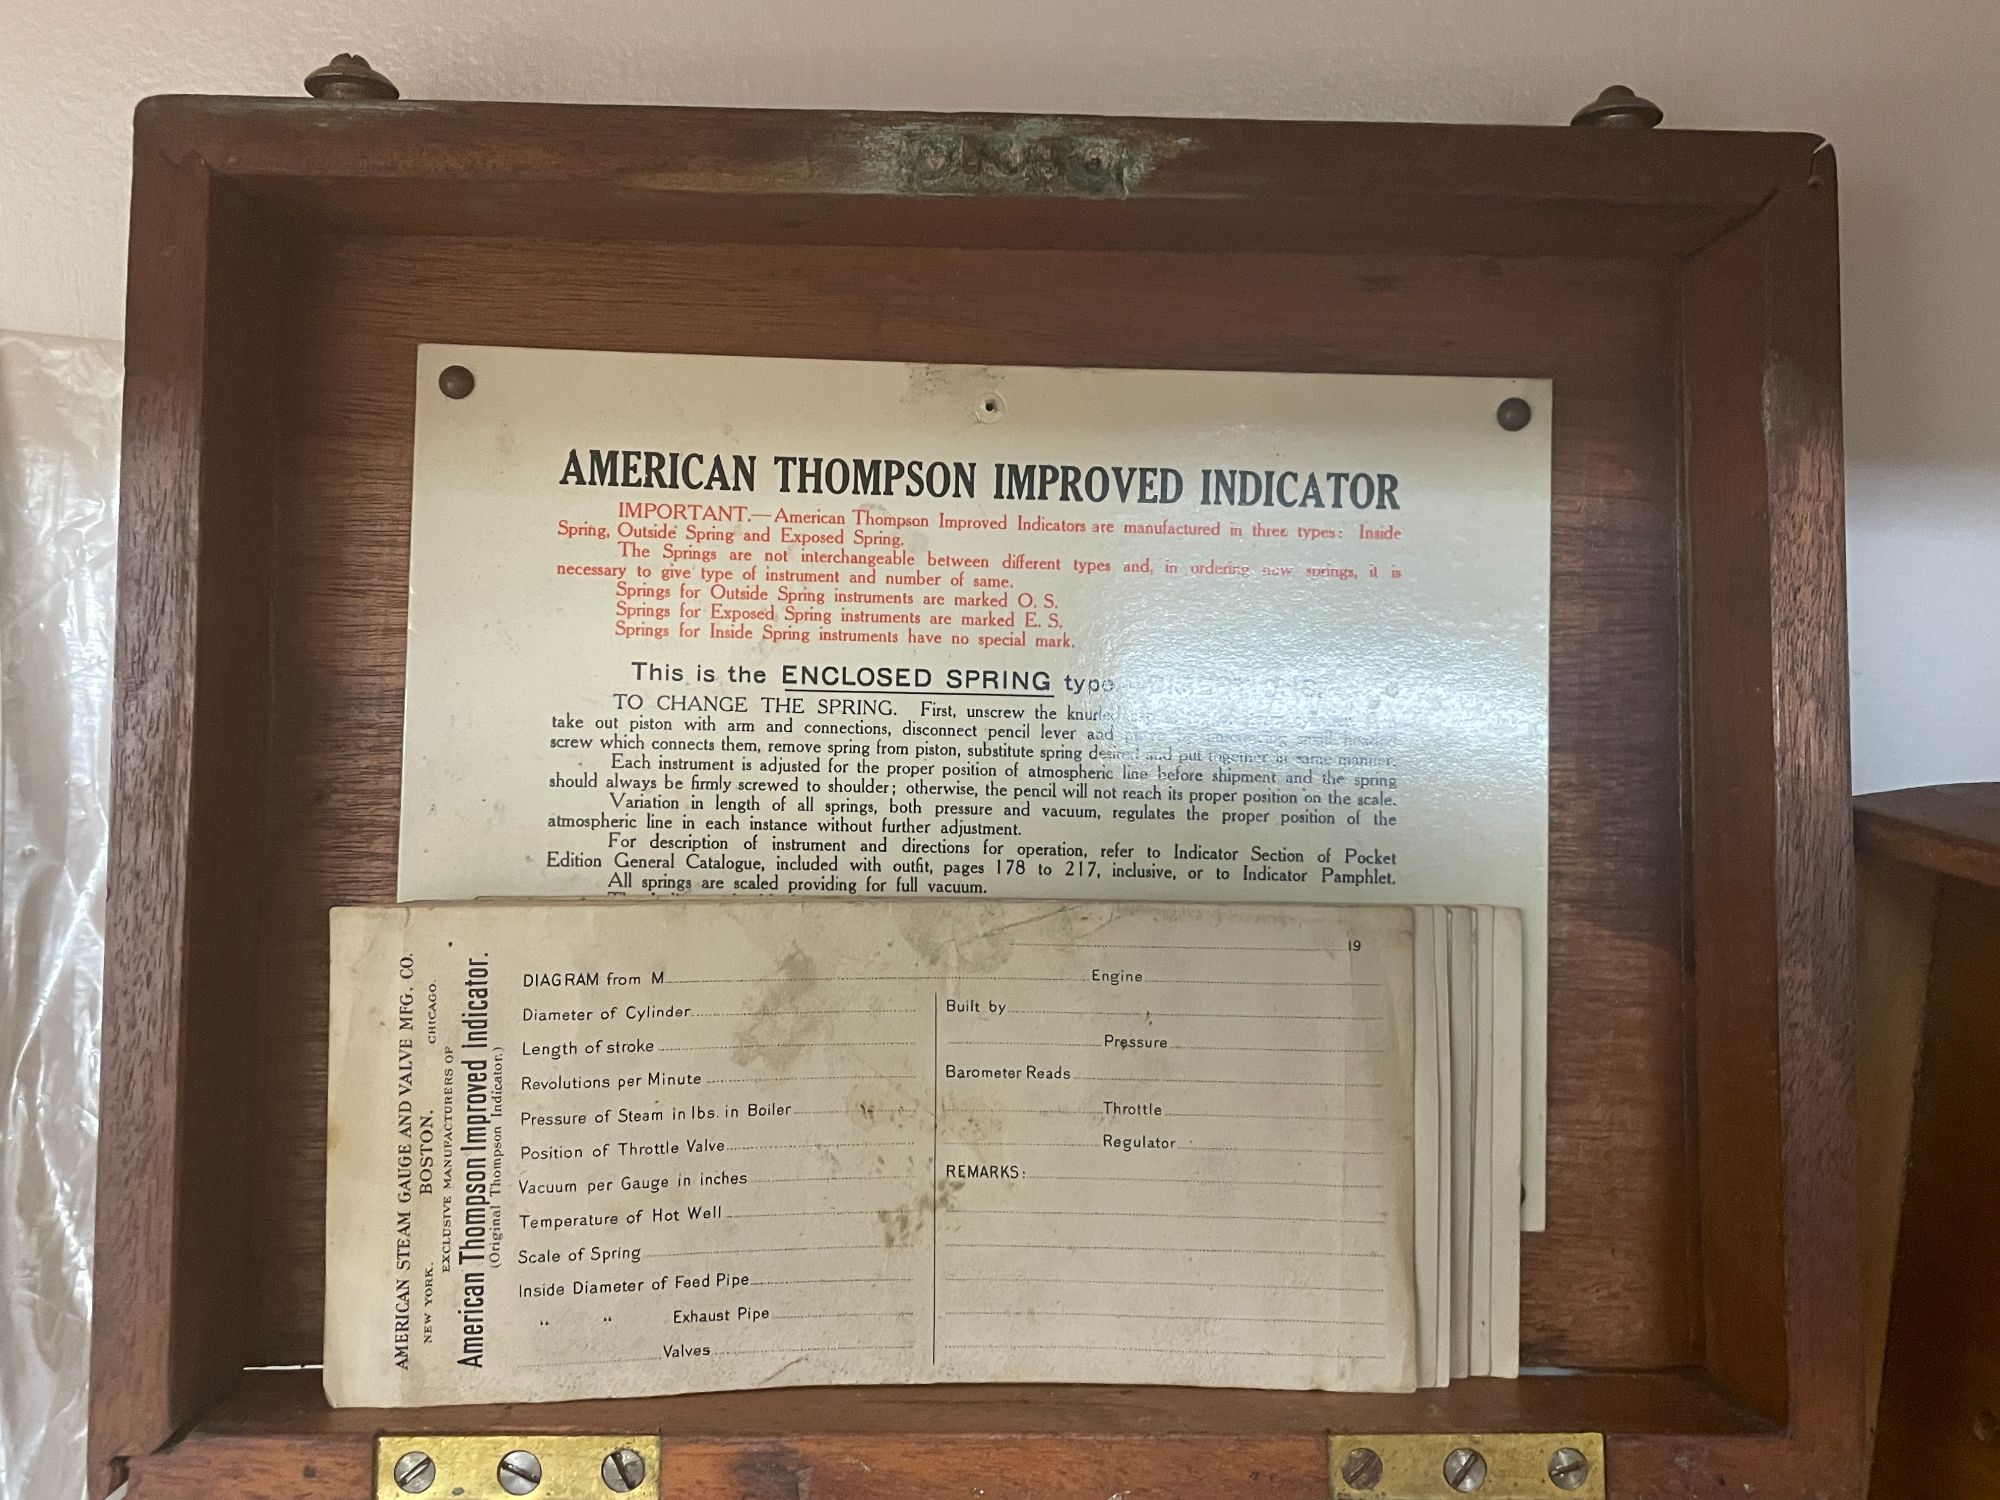 AMERICAN THOMPSON IMPROVED INDICATOR
IMPORTANT.—American Thompson Improved Indicators are manufactured in three types: Inside
Spring, Outside Spring and Exposed Spring.
The Springs are not interchangeable between different types and, in ordering new springs, it is
necessary to give type of instrument and number of same.
Springs for Outside Spring instruments are marked O. S.
Springs for Exposed Spring instruments are marked E. S.
Springs for Inside Spring instruments have no special mark.
This is the ENCLOSED SPRING type
TO CHANGE THE SPRING. First, unscrew the knurled
take out piston with arm and connections, disconnect pencil lever and
screw which connects them, remove spring from piston, substitute spring desired and put together in same manner.
Each instrument is adjusted for the proper position of atmospheric line before shipment and the spring
should always be firmly screwed to shoulder; otherwise, the pencil will not reach its proper position on the scale.
Variation in length of all springs, both pressure and vacuum, regulates the proper position of the
atmospheric line in each instance without further adjustment.
For description of instrument and directions for operation, refer to Indicator Section of Pocket
Edition General Catalogue, included with outfit, pages 178 to 217, inclusive, or to Indicator Pamphlet.
All springs are scaled providing for full vacuum.
AMERICAN STEAM GAUGE AND VALVE MFG. CO.
NEW YORK. BOSTON. CHICAGO.
EXCLUSIVE MANUFACTURERS OF
American Thompson Improved Indicator.
(Original Thompson Indicator.)
19
DIAGRAM from M Engine
Diameter of Cylinder
Length of stroke
Revolutions per Minute
Pressure of Steam in lbs. in Boiler
Position of Throttle Valve
Vacuum per Gauge in inches
Temperature of Hot Well
Scale of Spring
Inside Diameter of Feed Pipe
" " Exhaust Pipe
Valves
Built by
Pressure
Barometer Reads
Throttle
Regulator
REMARKS: